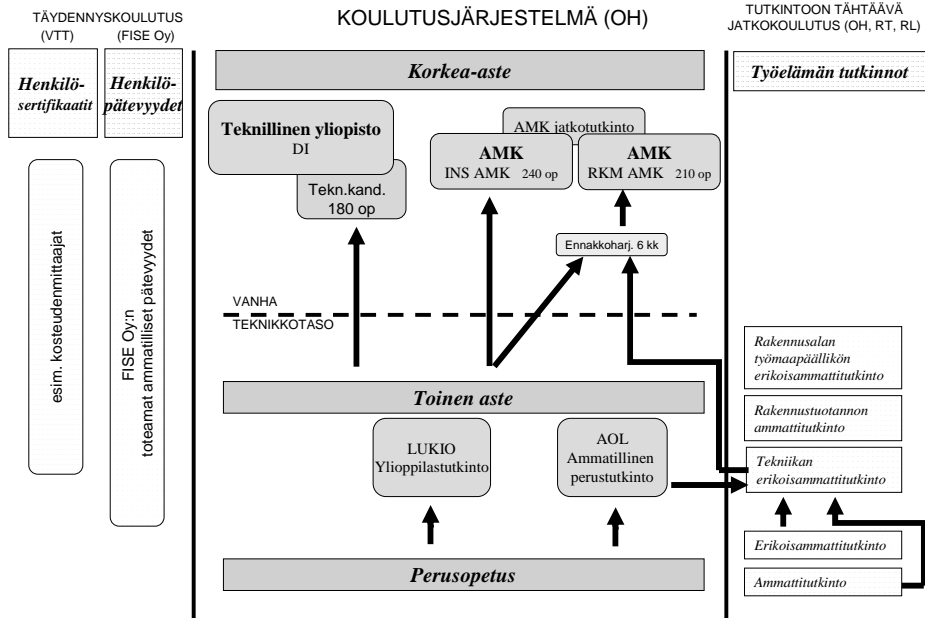 TÄYDENNYSKOULUTUS
(VTT) (FISE Oy)
KOULUTUSJÄRJESTELMÄ (OH)
TUTKINTOON TÄHTÄÄVÄ
JATKOKOULUTUS (OH, RT, RL)
Henkilö-
sertifikaatit
Henkilö-
pätevyydet
Korkea-aste
Työelämän tutkinnot
Teknillinen yliopisto
DI
Tekn.kand.
180 op
AMK jatkotutkinto
AMK
INS AMK 240 op
AMK
RKM AMK 210 op
Ennakkoharj. 6 kk
esim. kosteudenmittaajat
FISE Oy:n
toteamat ammatilliset pätevyydet
VANHA
TEKNIKKOTASO
Rakennusalan
työmaapäällikön
erikoisammattitutkinto
Toinen aste
Rakennustuotannon
ammattitutkinto
LUKIO
Ylioppilastutkinto
AOL
Ammatillinen
perustutkinto
Tekniikan
erikoisammattitutkinto
Erikoisammattitutkinto
Perusopetus
Ammattitutkinto